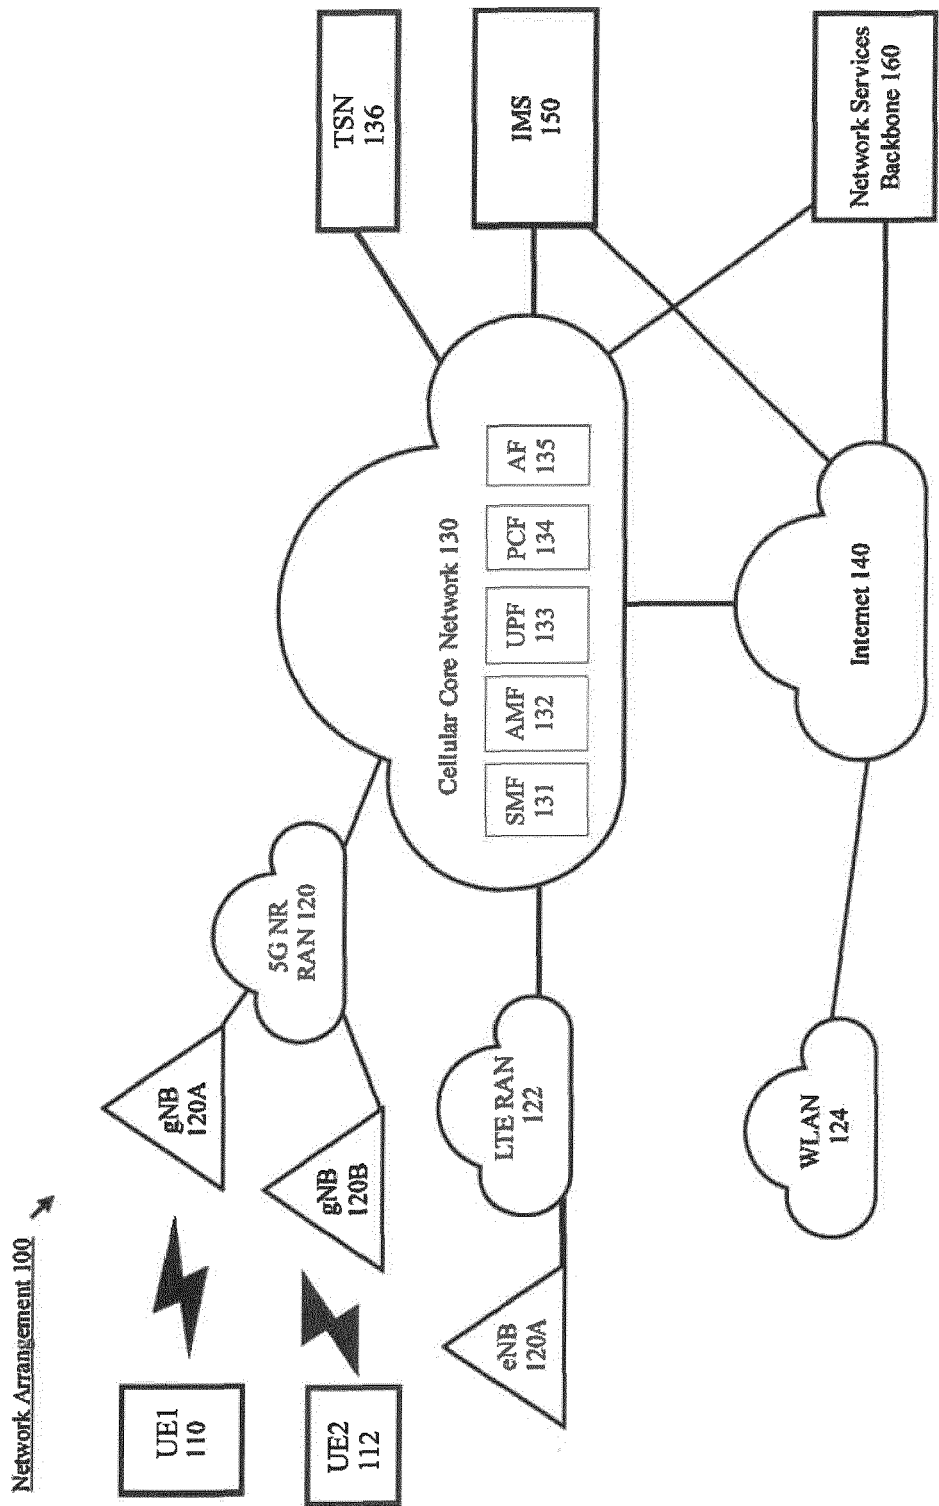 Network Arrangement 100
UE1
110
UE2
112
gNB
120A
gNB
120B
eNB
120A
5G NR
RAN 120
LTE RAN
122
WLAN
124
Cellular Core Network 130
SMF
131
AMF
132
UPF
133
PCF
134
AF
135
Internet 140
TSN
136
IMS
150
Network Services
Backbone 160